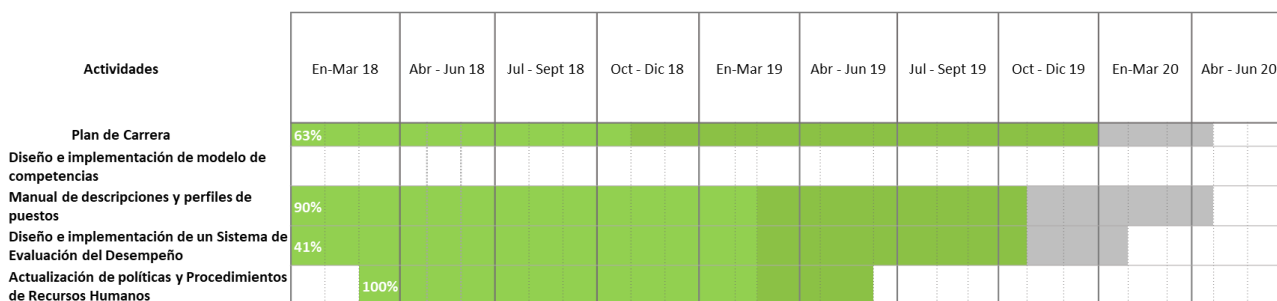 Actividades
En-Mar 18
Abr - Jun 18
Jul - Sept 18
Oct - Dic 18
En-Mar 19
Abr - Jun 19
Jul - Sept 19
Oct - Dic 19
En-Mar 20
Abr - Jun 20
Plan de Carrera
63%
Diseño e implementación de modelo de
competencias
Manual de descripciones y perfiles de
puestos
90%
Diseño e implementación de un Sistema de
Evaluación del Desempeño
41%
Actualización de políticas y Procedimientos
de Recursos Humanos
100%